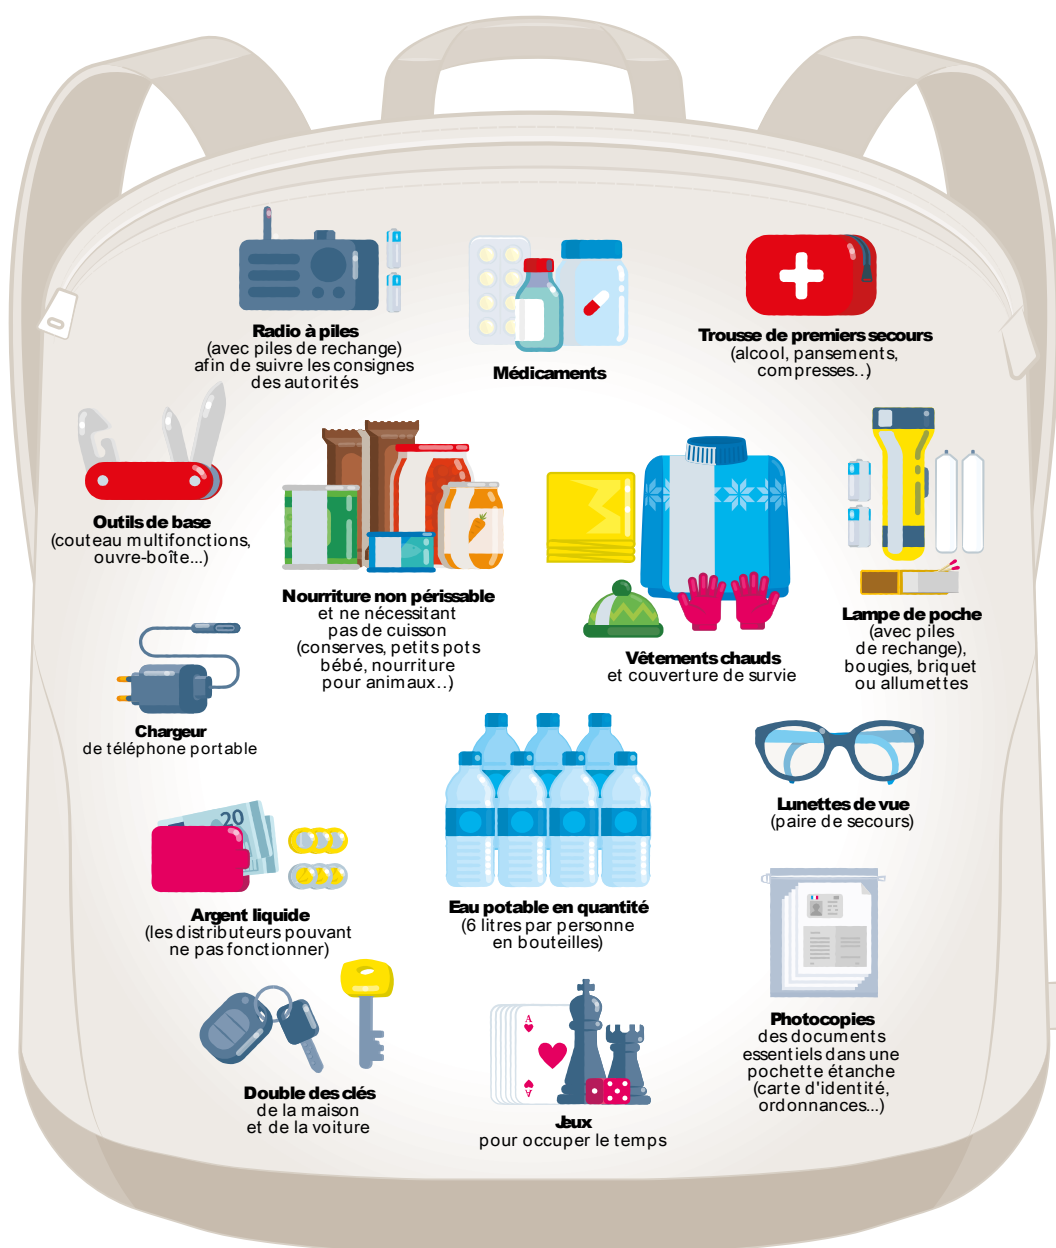 Radio à piles
(avec piles de rechange)
afin de suivre les consignes
des autorités
Médicaments
Trousse de premiers secours
(alcool, pansements,
compresses...)
Outils de base
(couteau multifonctions,
ouvre-boîte...)
Nourriture non périssable
et ne nécessitant
pas de cuisson
(conserves, petits pots
bébé, nourriture
pour animaux...)
Vêtements chauds
et couverture de survie
Lampe de poche
(avec piles
de rechange),
bougies, briquet
ou allumettes
Chargeur
de téléphone portable
Lunettes de vue
(paire de secours)
20
Argent liquide
(les distributeurs pouvant
ne pas fonctionner)
Eau potable en quantité
(6 litres par personne
en bouteilles)
Photocopies
des documents
essentiels dans une
pochette étanche
(carte d'identité,
ordonnances...)
Double des clés
de la maison
et de la voiture
A
A
Jeux
pour occuper le temps